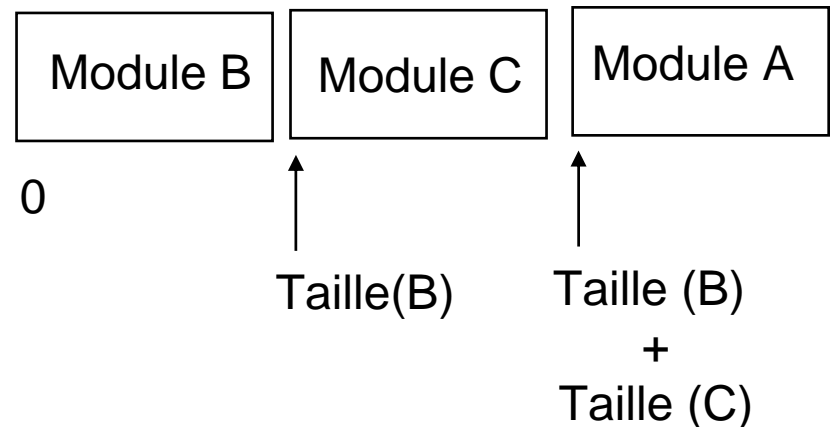 Module B
Module C
Module A
0
Taille(B)
Taille (B)
+
Taille (C)